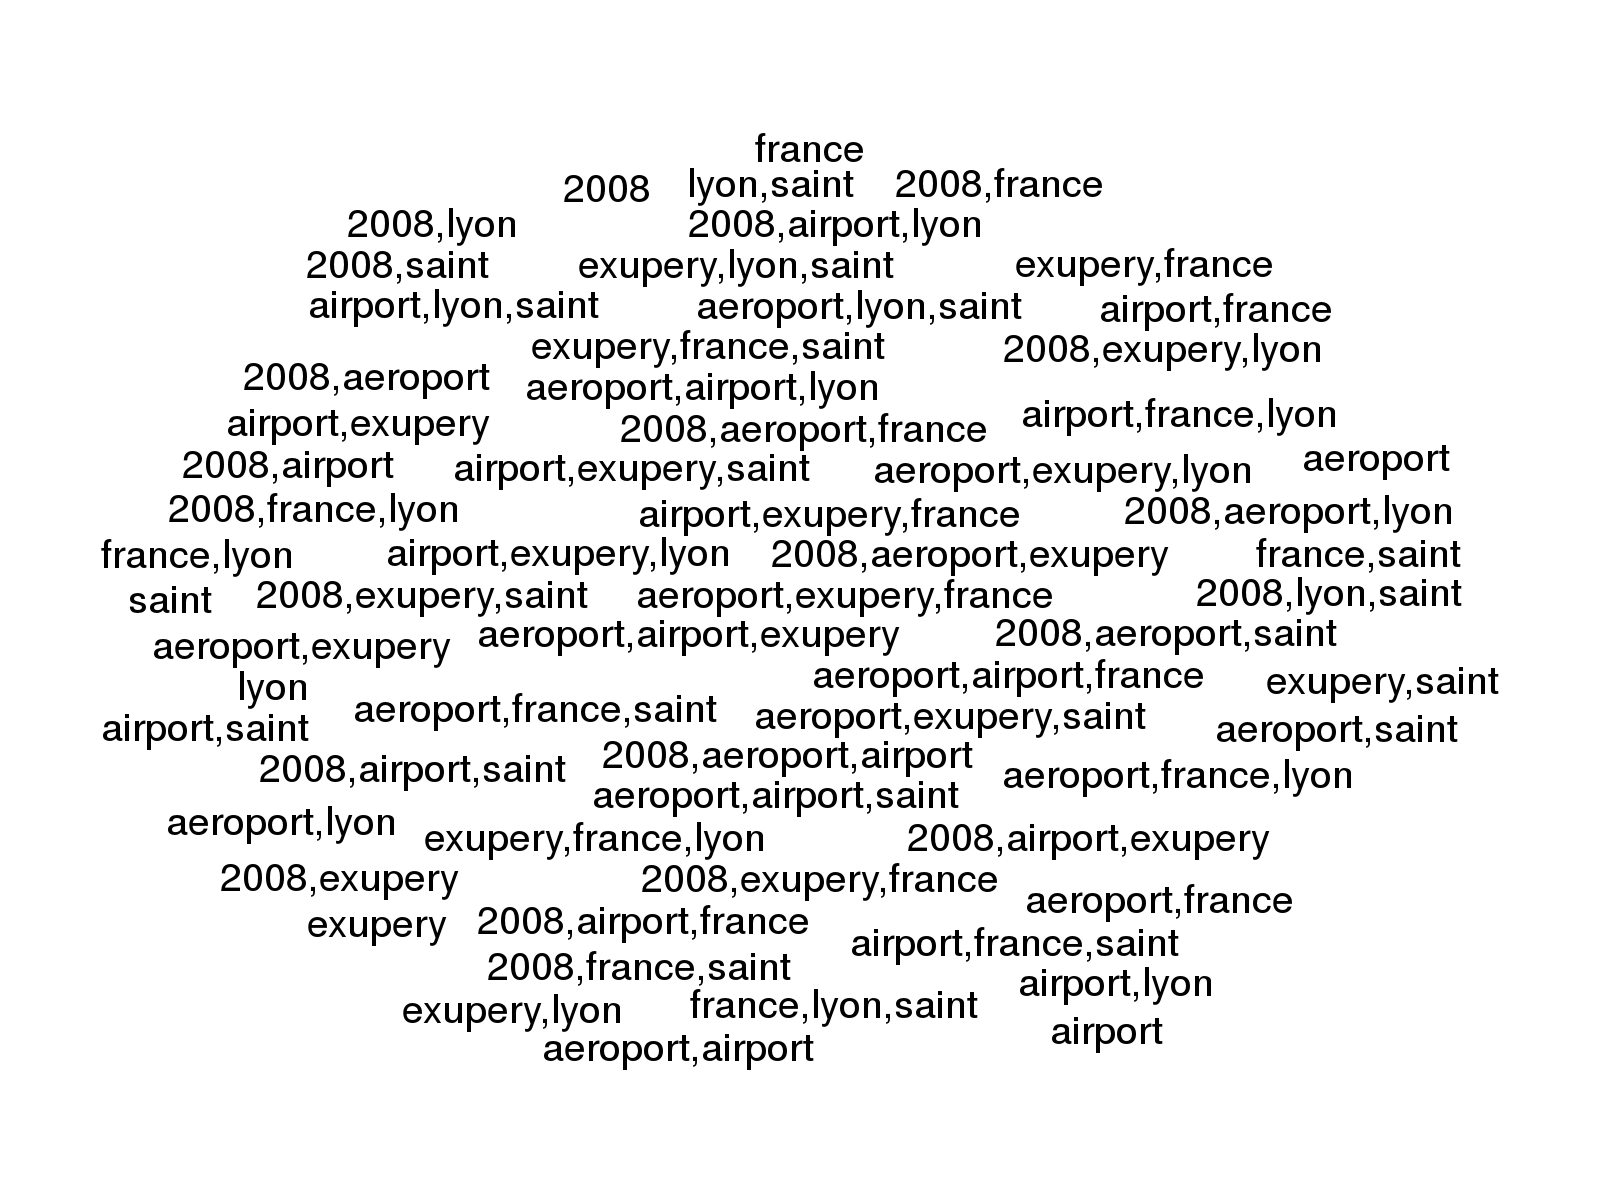 france
2008 lyon,saint 2008,france
2008,lyon 2008,airport,lyon
2008,saint exupery,lyon,saint exupery,france
airport,lyon,saint aeroport,lyon,saint airport,france
exupery,france,saint 2008,exupery,lyon
2008,aeroport aeroport,airport,lyon
airport,exupery 2008,aeroport,france airport,france,lyon
2008,airport airport,exupery,saint aeroport,exupery,lyon aeroport
2008,france,lyon airport,exupery,france 2008,aeroport,lyon
france,lyon airport,exupery,lyon 2008,aeroport,exupery france,saint
saint 2008,exupery,saint aeroport,exupery,france 2008,lyon,saint
aeroport,exupery aeroport,airport,exupery 2008,aeroport,saint
lyon aeroport,airport,france exupery,saint
airport,saint aeroport,france,saint aeroport,exupery,saint aeroport,saint
2008,airport,saint 2008,aeroport,airport aeroport,france,lyon
aeroport,airport,saint
aeroport,lyon exupery,france,lyon 2008,airport,exupery
2008,exupery 2008,exupery,france aeroport,france
exupery 2008,airport,france airport,france,saint
2008,france,saint airport,lyon
exupery,lyon france,lyon,saint airport
aeroport,airport